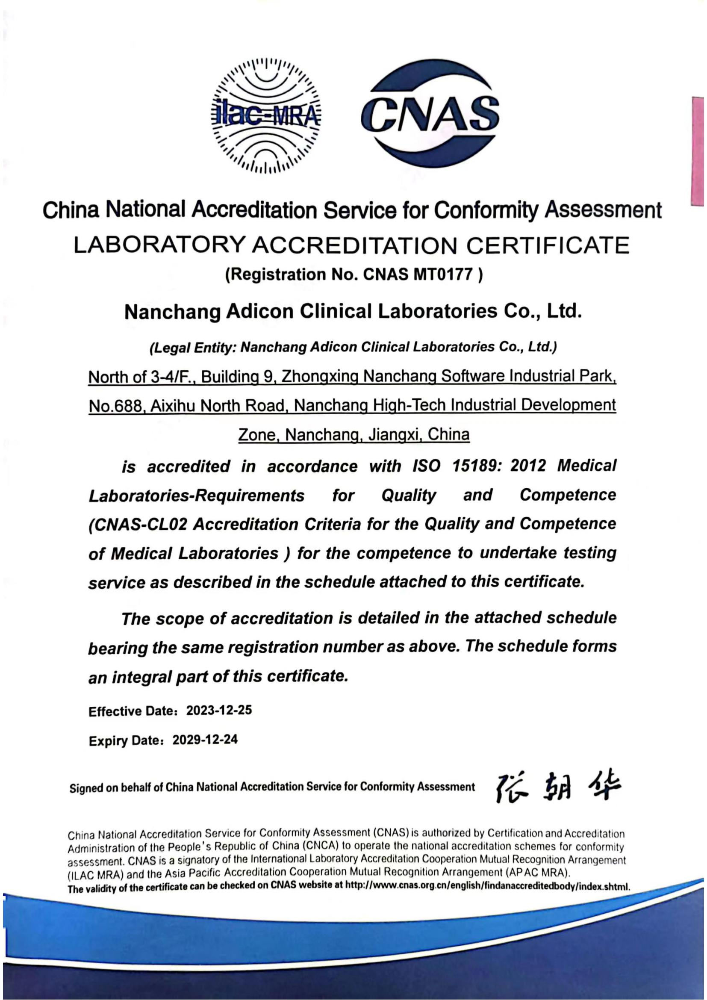 ilac-MRA
CNAS
China National Accreditation Service for Conformity Assessment
LABORATORY ACCREDITATION CERTIFICATE
(Registration No. CNAS MT0177 )
Nanchang Adicon Clinical Laboratories Co., Ltd.
(Legal Entity: Nanchang Adicon Clinical Laboratories Co., Ltd.)
North of 3-4/F., Building 9, Zhongxing Nanchang Software Industrial Park,
No.688, Aixihu North Road, Nanchang High-Tech Industrial Development
Zone, Nanchang, Jiangxi, China
is accredited in accordance with ISO 15189: 2012 Medical
Laboratories-Requirements for Quality and Competence
(CNAS-CL02 Accreditation Criteria for the Quality and Competence
of Medical Laboratories ) for the competence to undertake testing
service as described in the schedule attached to this certificate.
The scope of accreditation is detailed in the attached schedule
bearing the same registration number as above. The schedule forms
an integral part of this certificate.
Effective Date: 2023-12-25
Expiry Date: 2029-12-24
Signed on behalf of China National Accreditation Service for Conformity Assessment 张朝华
China National Accreditation Service for Conformity Assessment (CNAS) is authorized by Certification and Accreditation
Administration of the People's Republic of China (CNCA) to operate the national accreditation schemes for conformity
assessment. CNAS is a signatory of the International Laboratory Accreditation Cooperation Mutual Recognition Arrangement
(ILAC MRA) and the Asia Pacific Accreditation Cooperation Mutual Recognition Arrangement (APAC MRA).
The validity of the certificate can be checked on CNAS website at http://www.cnas.org.cn/english/findanaccreditedbody/index.shtml.